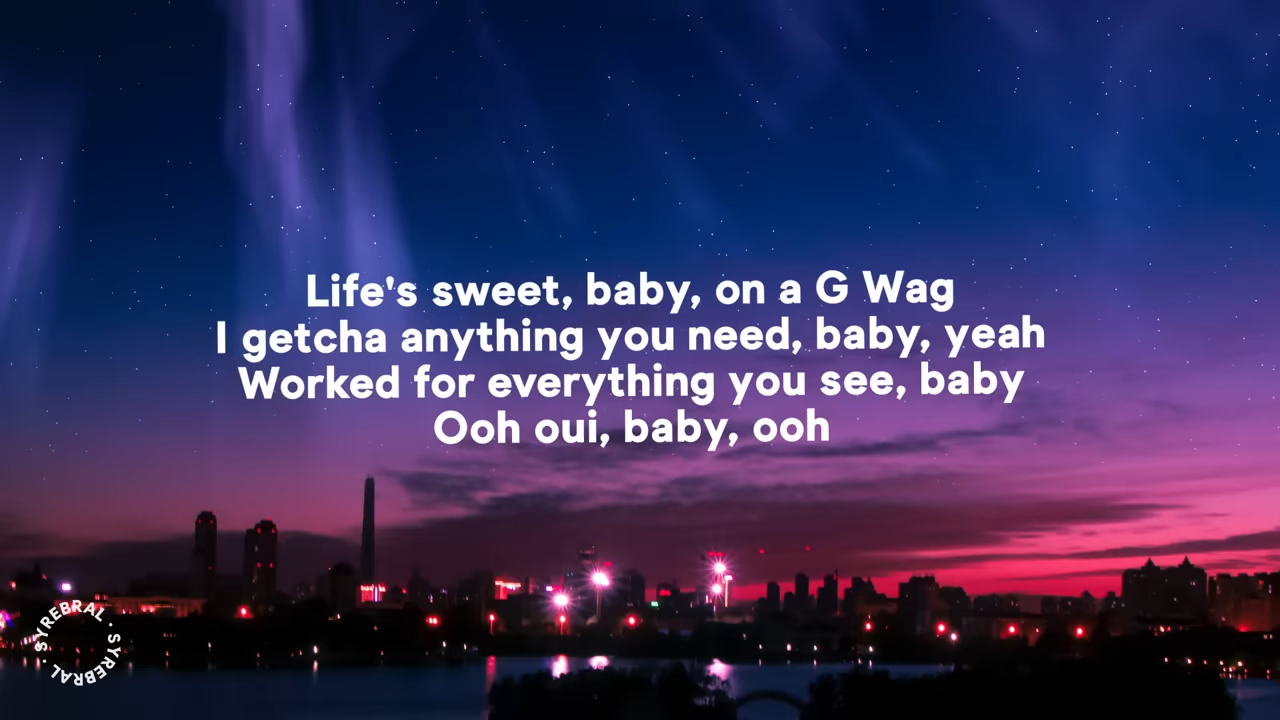 Life's sweet, baby, on a G Wag
I getcha anything you need, baby, yeah
Worked for everything you see, baby
Ooh oui, baby, ooh
SYREBRAL · SYREBRAL ·